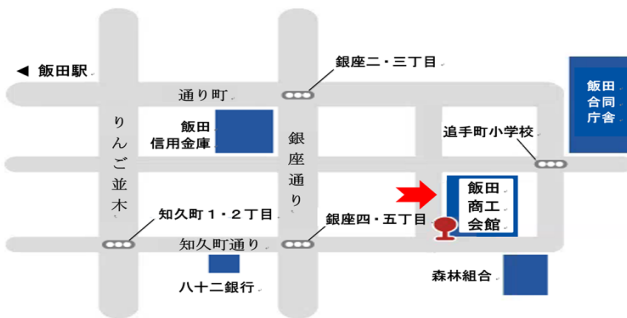 銀座二・三丁目
◀ 飯田駅
通り町
飯田
合同
庁舎
飯田
信用金庫
追手町小学校
りんご並木
銀座通り
飯田
商工
会館
知久町1・2丁目
銀座四・五丁目
知久町通り
森林組合
八十二銀行